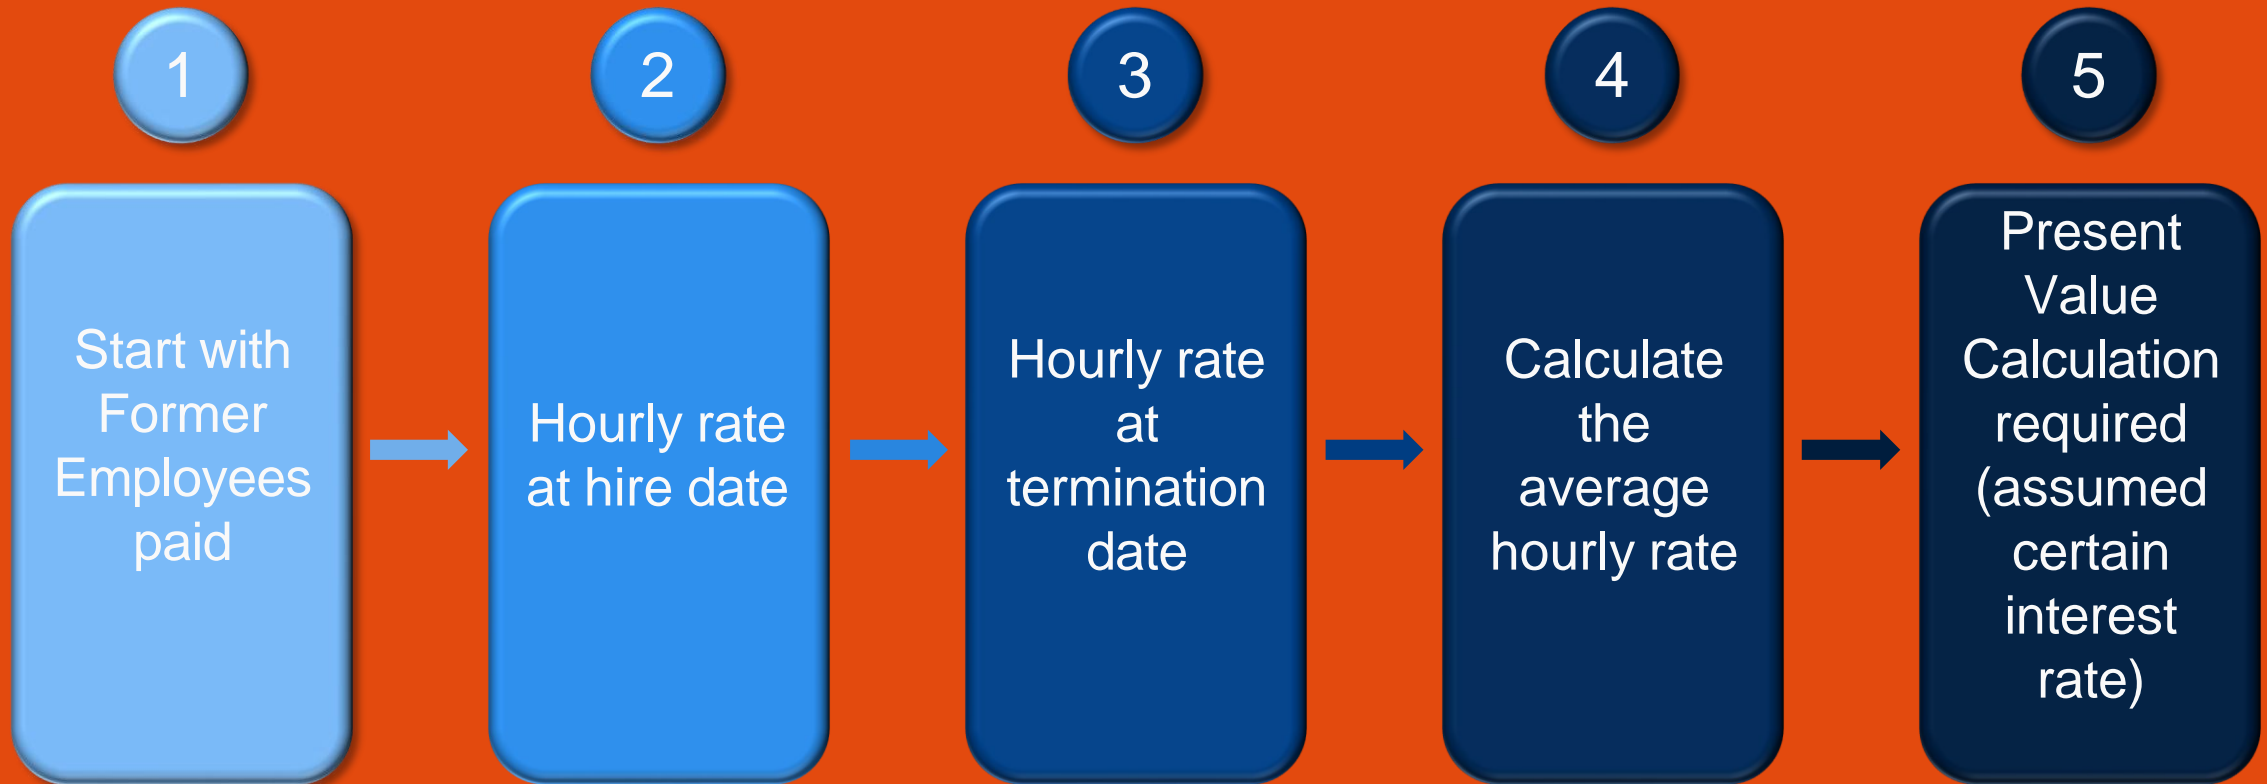 1
2
3
4
5
Start with
Former
Employees
paid
Hourly rate
at hire date
Hourly rate
at
termination
date
Calculate
the
average
hourly rate
Present
Value
Calculation
required
(assumed
certain
interest
rate)